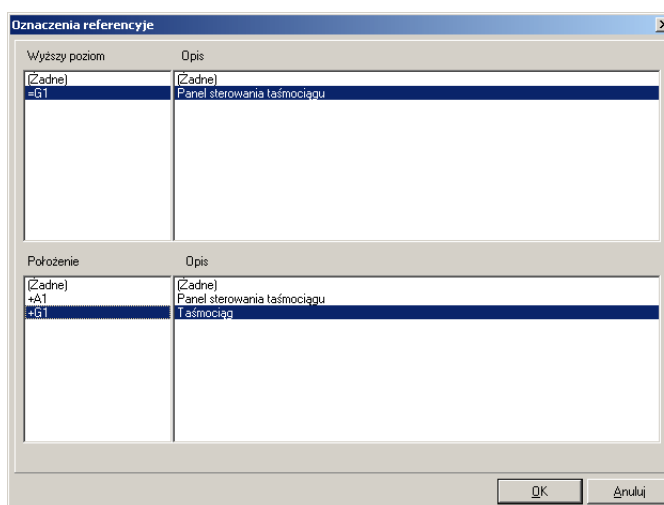 Oznaczenia referencyje
Wyższy poziom Opis
(Żadne) (Żadne)
=G1 Panel sterowania taśmociągu
Położenie Opis
(Żadne) (Żadne)
+A1 Panel sterowania taśmociągu
+G1 Taśmociąg
OK Anuluj